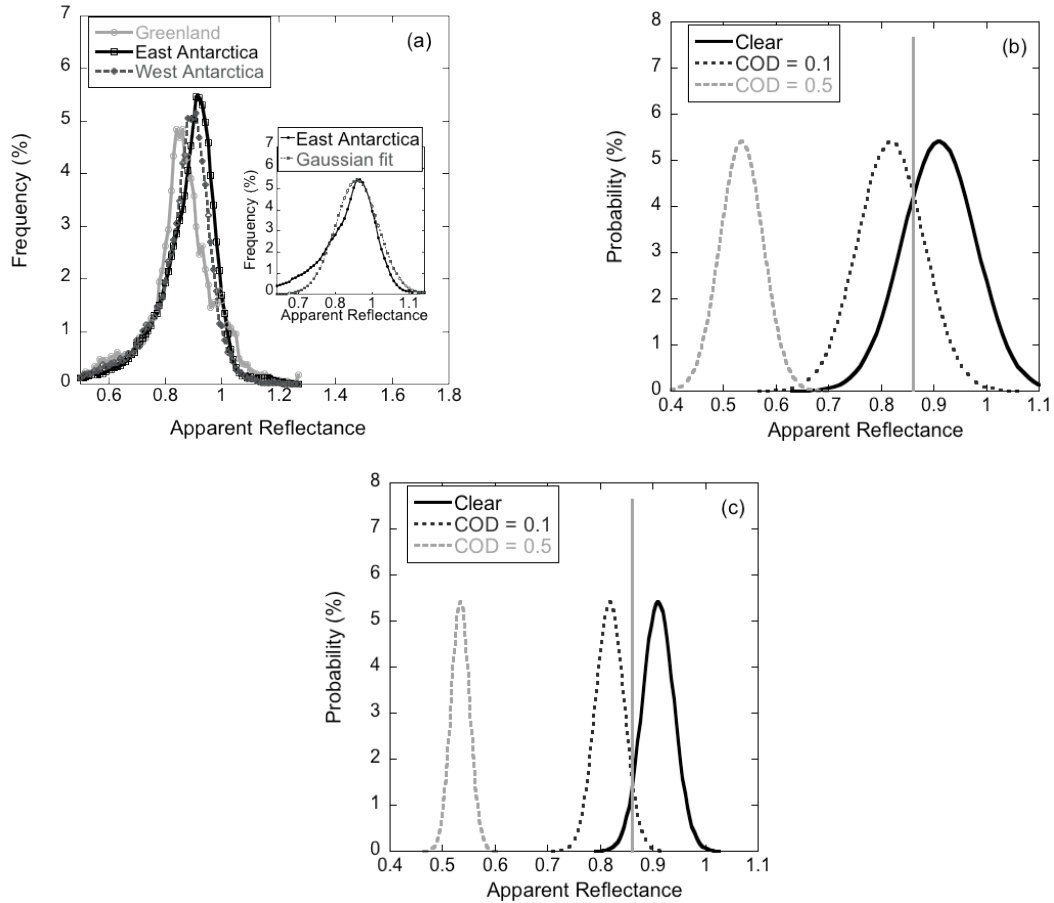 (a)
Greenland
East Antarctica
West Antarctica
7
6
5
4
3
2
1
0
Frequency (%)
0.6 0.8 1 1.2 1.4 1.6 1.8
Apparent Reflectance
East Antarctica
Gaussian fit
7
6
5
4
3
2
1
0
Frequency (%)
0.7 0.8 0.9 1 1.1
Apparent Reflectance
(b)
Clear
COD = 0.1
COD = 0.5
8
7
6
5
4
3
2
1
0
Probability (%)
0.4 0.5 0.6 0.7 0.8 0.9 1 1.1
Apparent Reflectance
(c)
Clear
COD = 0.1
COD = 0.5
8
7
6
5
4
3
2
1
0
Probability (%)
0.4 0.5 0.6 0.7 0.8 0.9 1 1.1
Apparent Reflectance